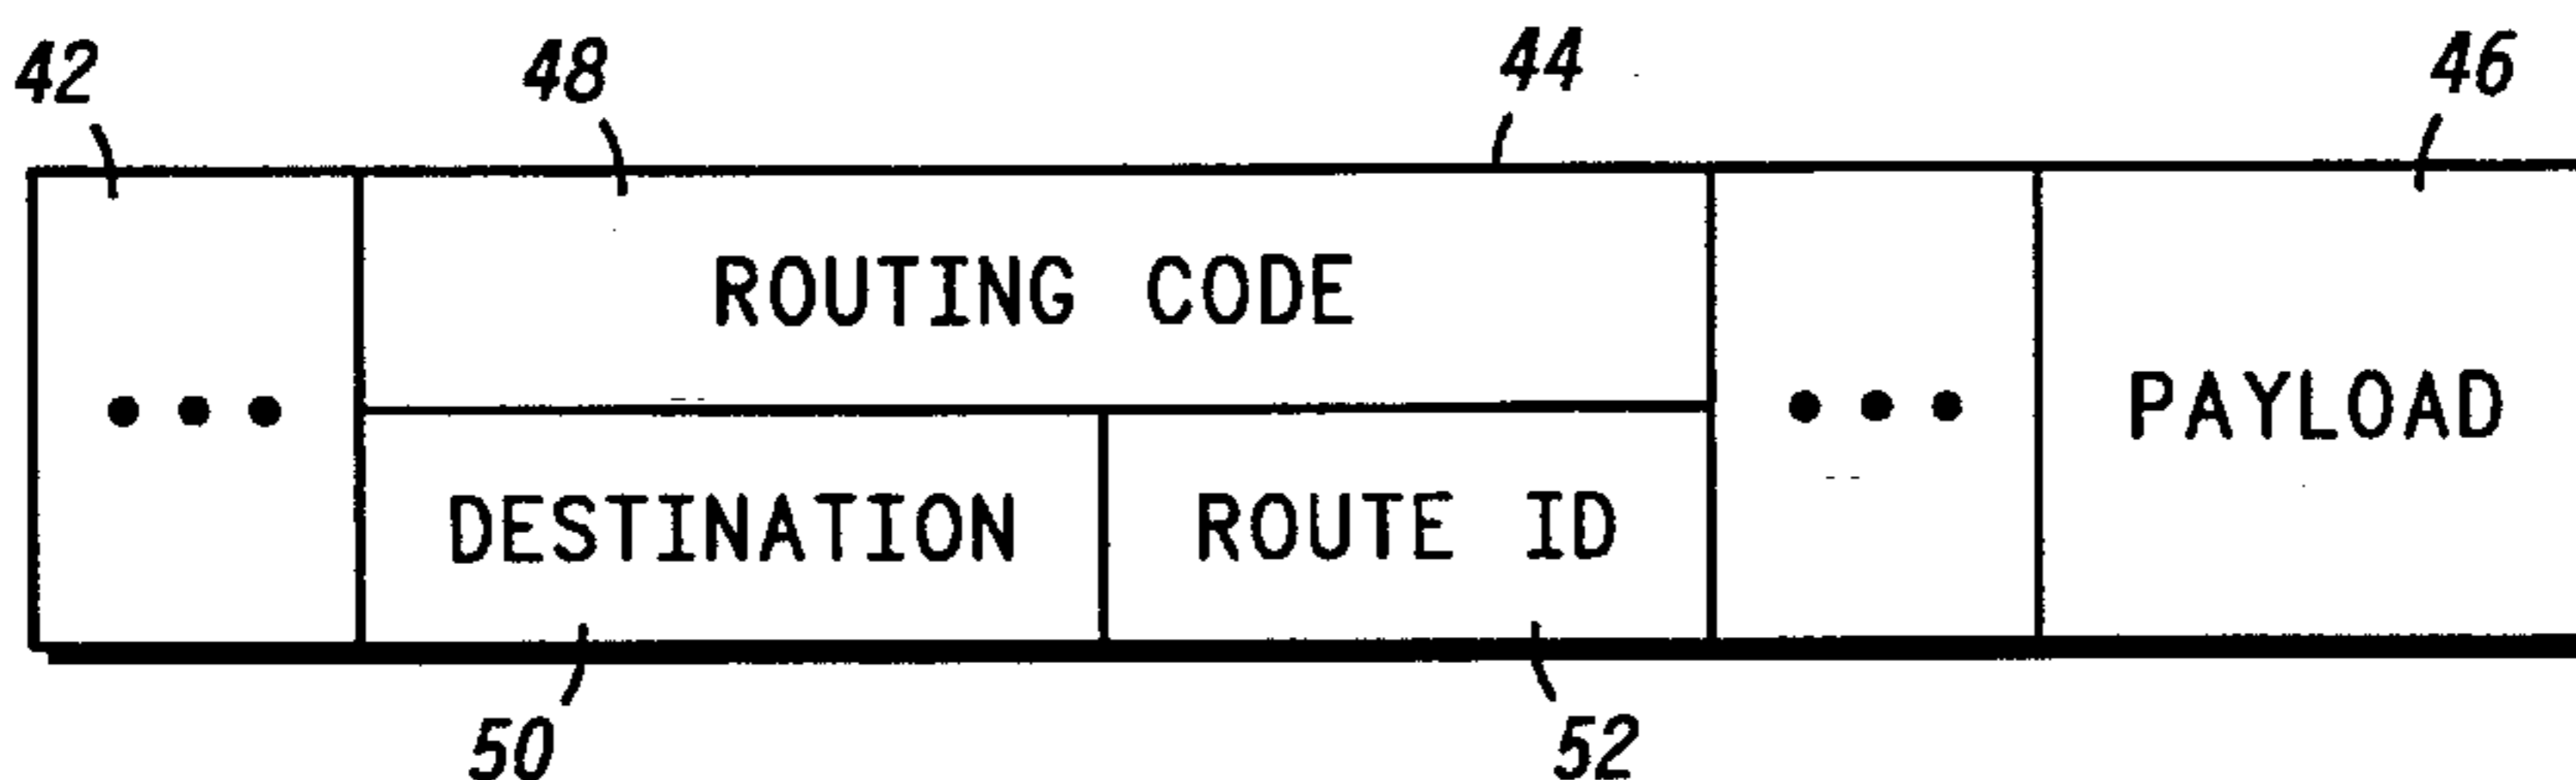 42 48 44 46
ROUTING CODE
• • • • • • PAYLOAD
DESTINATION ROUTE ID
50 52